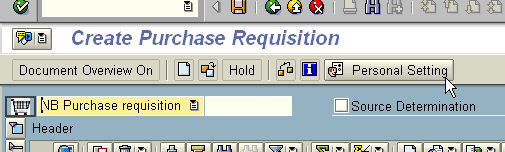 Create Purchase Requisition
Document Overview On Hold Personal Setting
NB Purchase requisition Source Determination
Header